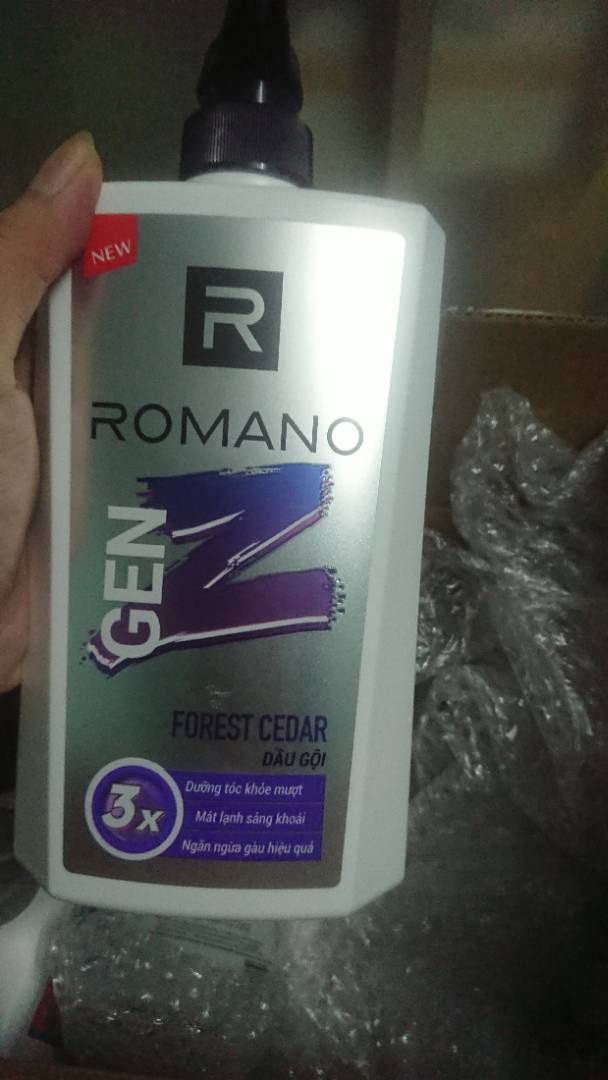 NEW
R
ROMANO
GEN Z
FOREST CEDAR
DẦU GỘI
3x
Dưỡng tóc khỏe mượt
Mát lạnh sảng khoái
Ngăn ngừa gàu hiệu quả